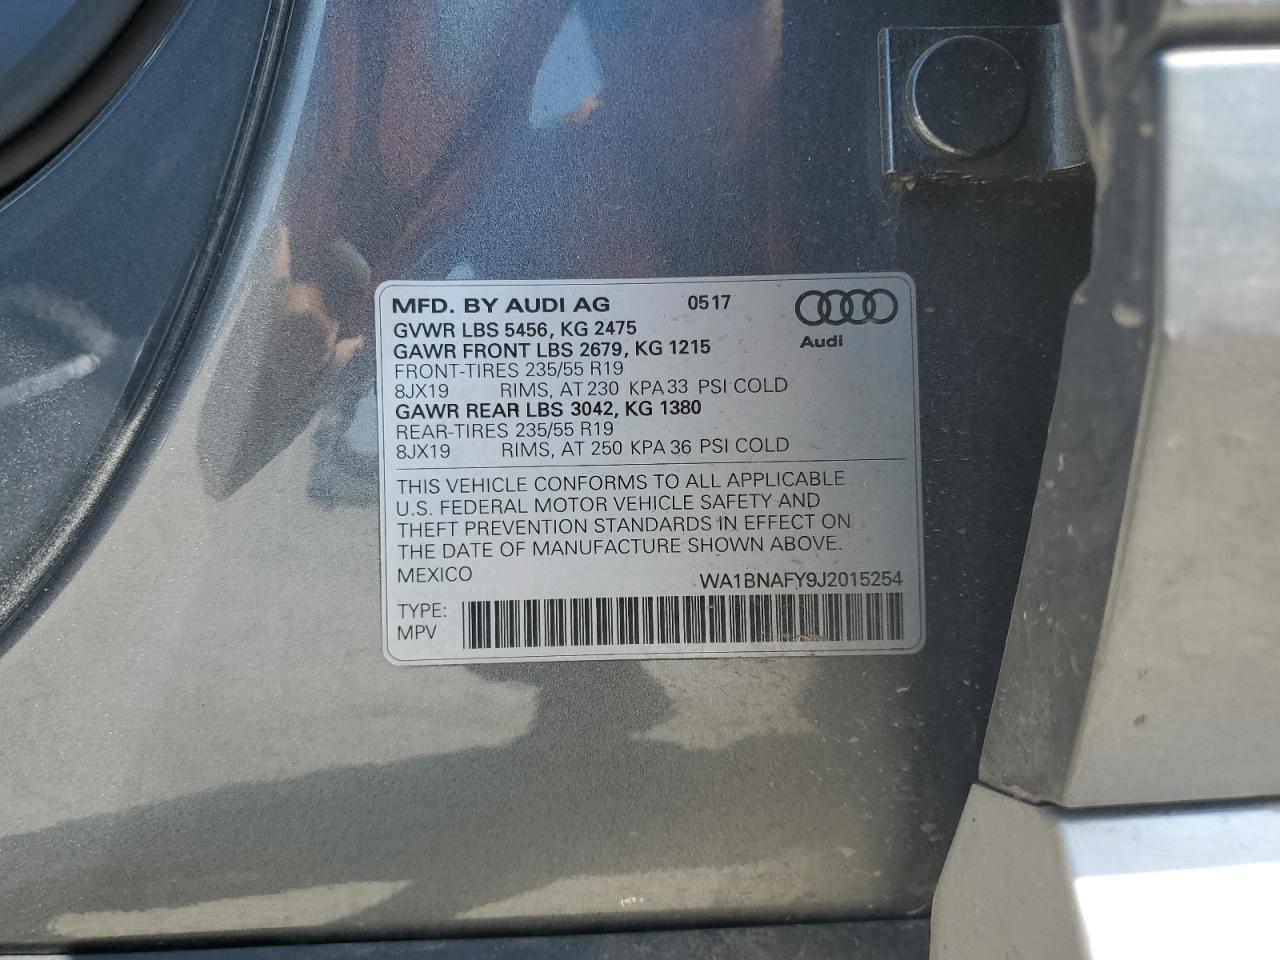 MFD. BY AUDI AG 0517
GVWR LBS 5456, KG 2475
GAWR FRONT LBS 2679, KG 1215
Audi
FRONT-TIRES 235/55 R19
8JX19 RIMS, AT 230 KPA 33 PSI COLD
GAWR REAR LBS 3042, KG 1380
REAR-TIRES 235/55 R19
8JX19 RIMS, AT 250 KPA 36 PSI COLD
THIS VEHICLE CONFORMS TO ALL APPLICABLE
U.S. FEDERAL MOTOR VEHICLE SAFETY AND
THEFT PREVENTION STANDARDS IN EFFECT ON
THE DATE OF MANUFACTURE SHOWN ABOVE.
MEXICO WA1BNAFY9J2015254
TYPE:
MPV